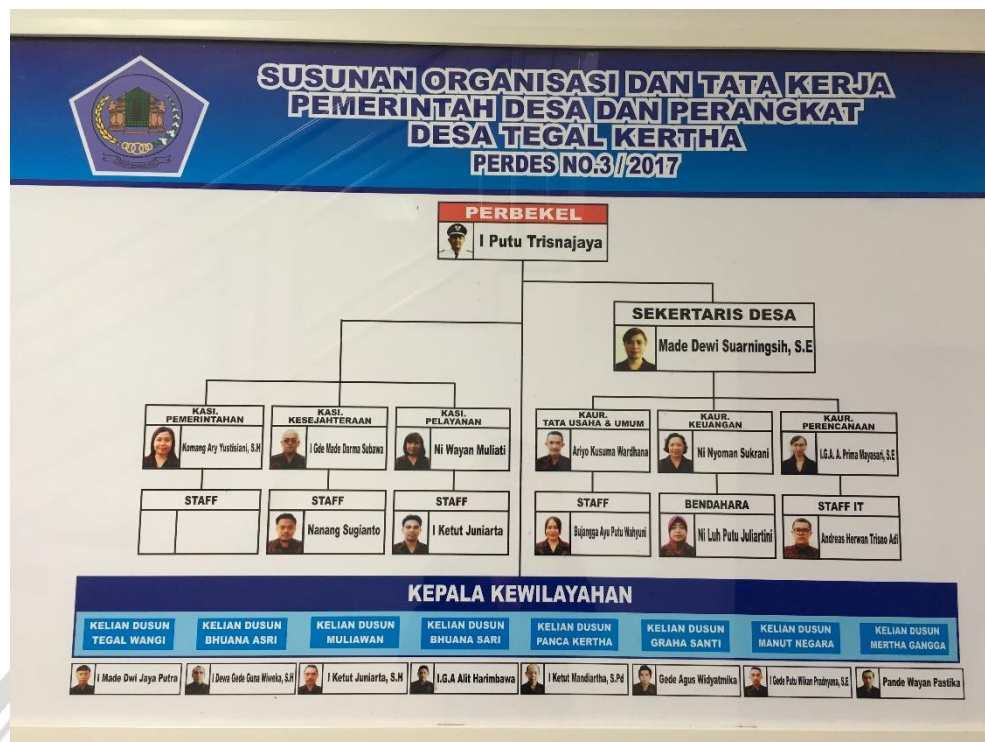 SUSUNAN ORGANISASI DAN TATA KERJA
PEMERINTAH DESA DAN PERANGKAT
DESA TEGAL KERTHA
PERDES NO.3 / 2017
PERBEKEL
I Putu Trisnajaya
SEKERTARIS DESA
Made Dewi Suarningsih, S.E
KASI.
PEMERINTAHAN
Komang Ary Yustisiani, S.H
KASI.
KESEJAHTERAAN
I Gde Made Darma Subawa
KASI.
PELAYANAN
Ni Wayan Muliati
KAUR.
TATA USAHA & UMUM
Ariyo Kusuma Wardhana
KAUR.
KEUANGAN
Ni Nyoman Sukrani
KAUR.
PERENCANAAN
I.G.A. A. Prima Mayasari, S.E
STAFF
STAFF
Nanang Sugianto
STAFF
I Ketut Juniarta
STAFF
Bujangga Ayu Putu Wahyuni
BENDAHARA
Ni Luh Putu Juliartini
STAFF IT
Andreas Herwan Trisno Adi
KEPALA KEWILAYAHAN
KELIAN DUSUN
TEGAL WANGI
KELIAN DUSUN
BHUANA ASRI
KELIAN DUSUN
MULIAWAN
KELIAN DUSUN
BHUANA SARI
KELIAN DUSUN
PANCA KERTHA
KELIAN DUSUN
GRAHA SANTI
KELIAN DUSUN
MANUT NEGARA
KELIAN DUSUN
MERTHA GANGGA
I Made Dwi Jaya Putra
I Dewa Gede Guna Wiweka, S.H
I Ketut Juniarta, S.H
I.G.A Alit Harimbawa
I Ketut Mandiartha, S.Pd
Gede Agus Widyatmika
I Gede Putu Wikan Pradnyana, S.E
Pande Wayan Pastika